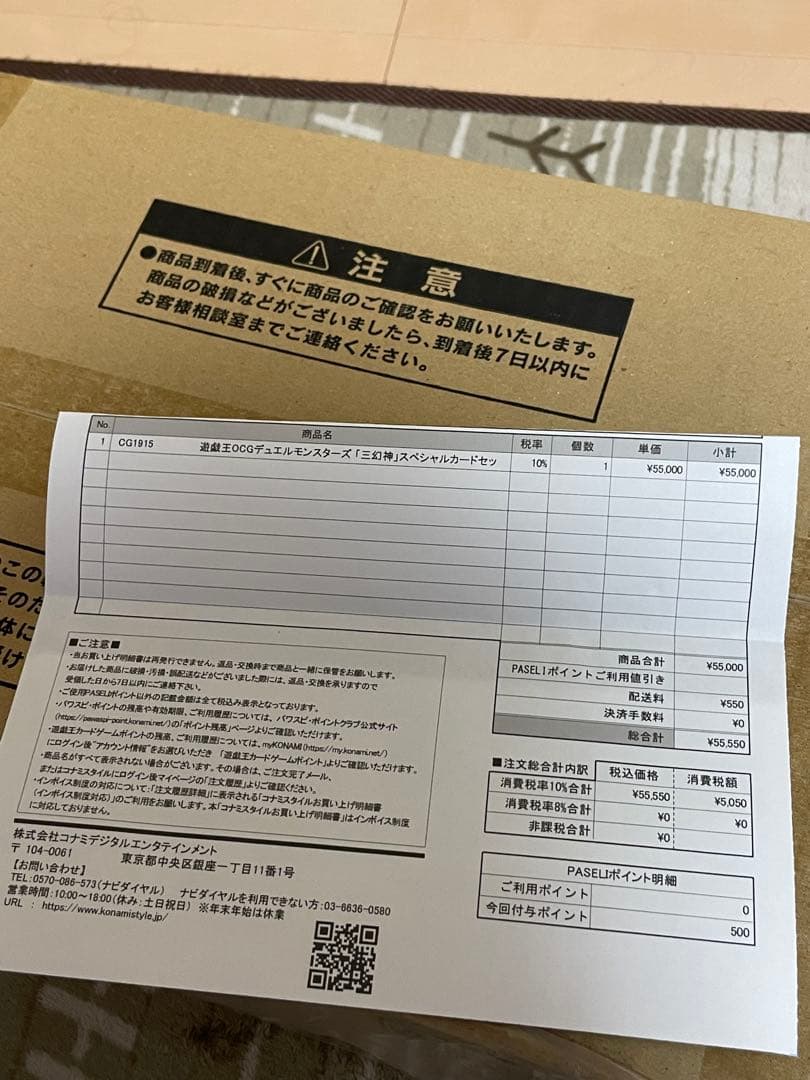 ⚠ 注意
●商品到着後、すぐに商品のご確認をお願いいたします。
商品の破損などがございましたら、到着後7日以内に
お客様相談室までご連絡ください。
No. 商品名 税率 個数 単価 小計
1 CG1915 遊戯王OCGデュエルモンスターズ 「三幻神」スペシャルカードセッ 10% 1 ¥55,000 ¥55,000
商品合計 ¥55,000
PASELIポイントご利用値引き
配送料 ¥550
決済手数料 ¥0
総合計 ¥55,550
■ご注意■
・当お買い上げ明細書は再発行できません。返品・交換時まで商品と一緒に保管をお願いします。
・お届けした商品に破損・汚損・誤配送などがございました際には、返品・交換を承りますので
受領した日から7日以内にご連絡下さい。
・ご使用PASELIポイント以外の記載金額は全て税込み表示となっております。
・パワスピ・ポイントの残高や有効期限、ご利用履歴については、パワスピ・ポイントクラブ公式サイト
(https://pawaspi-point.konami.net/)の「ポイント残高」ページよりご確認いただけます。
・遊戯王カードゲームポイントの残高、ご利用履歴については、myKONAMI(https://my.konami.net/)
にログイン後"アカウント情報"をお選びいただき 「遊戯王カードゲームポイント」よりご確認いただけます。
・商品名がすべて表示されない場合がございます。その場合は、ご注文完了メール、
またはコナミスタイルにログイン後マイページの「注文履歴」よりご確認ください。
・インボイス制度の対応について:「注文履歴詳細」に表示される「コナミスタイルお買い上げ明細書
(インボイス制度対応)」のご利用をお願いします。本「コナミスタイルお買い上げ明細書」はインボイス制度
に対応しておりません。
■注文総合計内訳 税込価格 消費税額
消費税率10%合計 ¥55,550 ¥5,050
消費税率8%合計 ¥0 ¥0
非課税合計 ¥0
株式会社コナミデジタルエンタテインメント
〒 104-0061 東京都中央区銀座一丁目11番1号
【お問い合わせ】
TEL:0570-086-573(ナビダイヤル) ナビダイヤルを利用できない方:03-6636-0580
営業時間:10:00～18:00(休み:土日祝日) ※年末年始は休業
URL : https://www.konamistyle.jp/
PASELIポイント明細
ご利用ポイント 0
今回付与ポイント 500